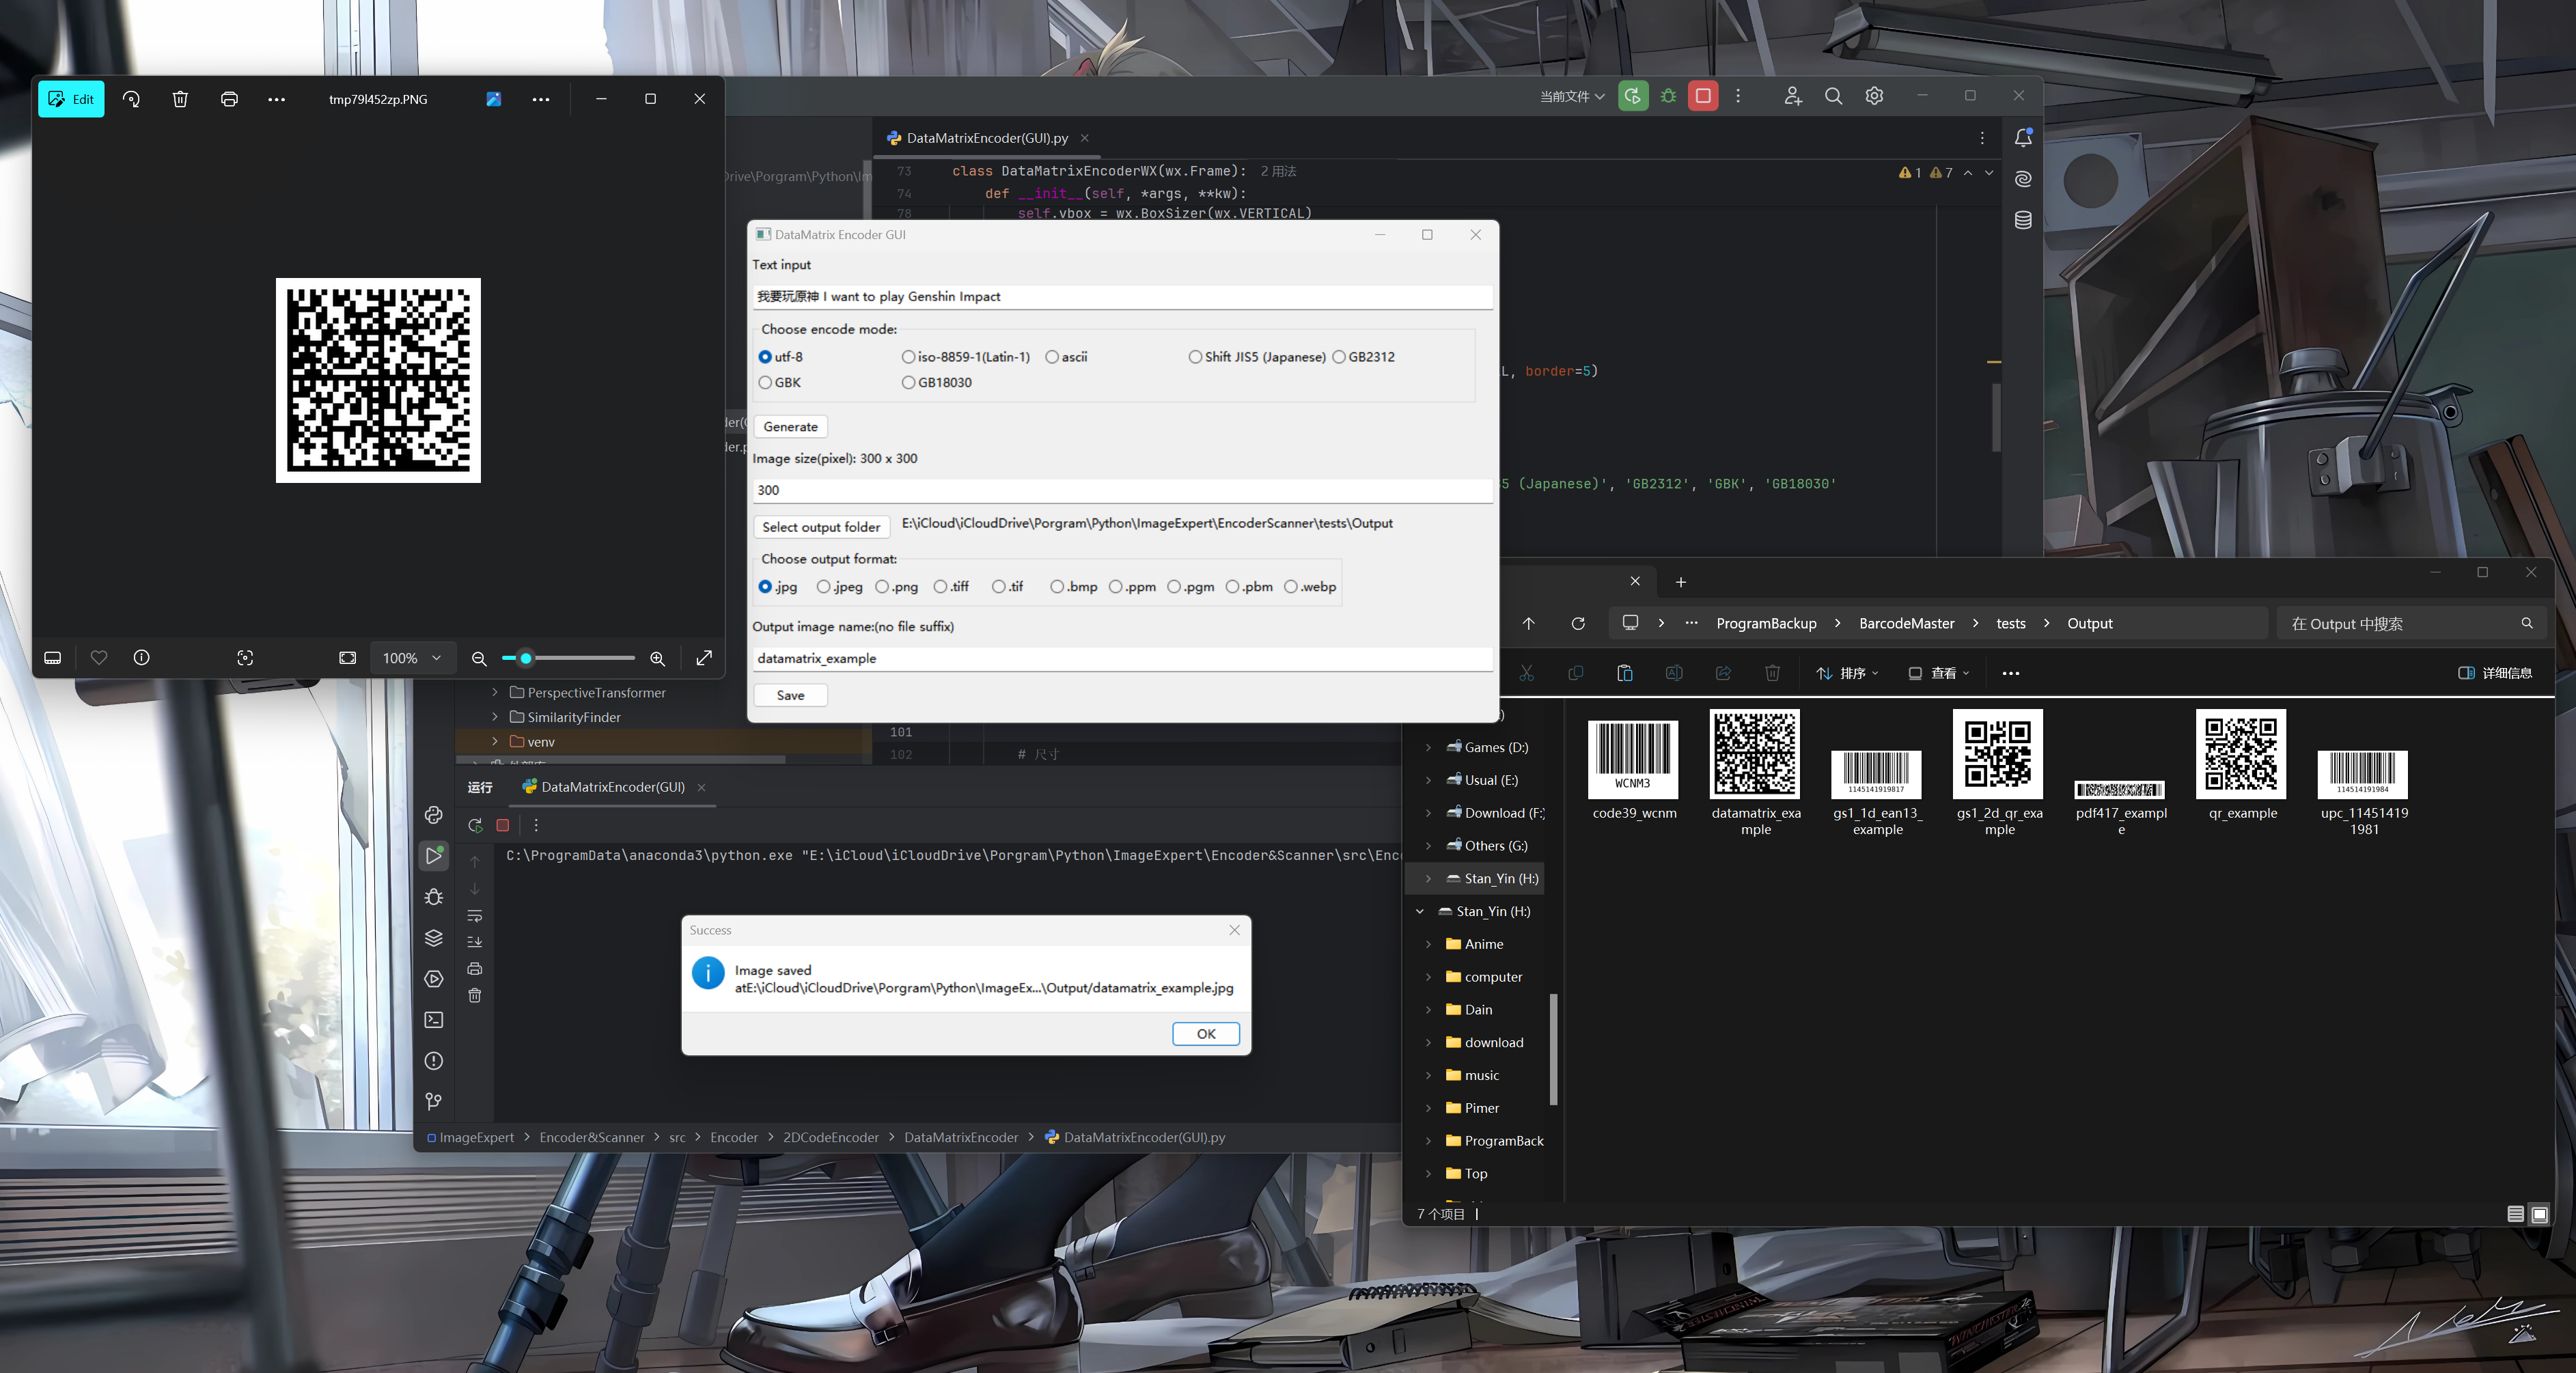 Edit
tmp79l452zp.PNG
100%
当前文件
DataMatrixEncoder(GUI).py
73 class DataMatrixEncoderWX(wx.Frame): 2 用法
1 7
74 def __init__(self, *args, **kw):
78 self.vbox = wx.BoxSizer(wx.VERTICAL)
L, border=5)
(Japanese)', 'GB2312', 'GBK', 'GB18030'
101
102 # 尺寸
DataMatrix Encoder GUI
Text input
我要玩原神 I want to play Genshin Impact
Choose encode mode:
utf-8 iso-8859-1(Latin-1) ascii Shift JIS5 (Japanese) GB2312
GBK GB18030
Generate
Image size(pixel): 300 x 300
300
Select output folder E:\iCloud\iCloudDrive\Porgram\Python\ImageExpert\EncoderScanner\tests\Output
Choose output format:
.jpg .jpeg .png .tiff .tif .bmp .ppm .pgm .pbm .webp
Output image name:(no file suffix)
datamatrix_example
Save
PerspectiveTransformer
SimilarityFinder
venv
运行 DataMatrixEncoder(GUI)
C:\ProgramData\anaconda3\python.exe "E:\iCloud\iCloudDrive\Porgram\Python\ImageExpert\Encoder&Scanner\src\Enc
Success
Image saved
atE:\iCloud\iCloudDrive\Porgram\Python\ImageEx...\Output/datamatrix_example.jpg
OK
ImageExpert > Encoder&Scanner > src > Encoder > 2DCodeEncoder > DataMatrixEncoder > DataMatrixEncoder(GUI).py
ProgramBackup > BarcodeMaster > tests > Output
在 Output 中搜索
排序 查看 详细信息
Games (D:)
Usual (E:)
Download (F:)
Others (G:)
Stan_Yin (H:)
Stan_Yin (H:)
Anime
computer
Dain
download
music
Pimer
ProgramBack
Top
WCNM3
code39_wcnm
datamatrix_exa
mple
1145141919817
gs1_1d_ean13_
example
gs1_2d_qr_exa
mple
pdf417_exampl
e
qr_example
114514191984
upc_11451419
1981
7 个项目